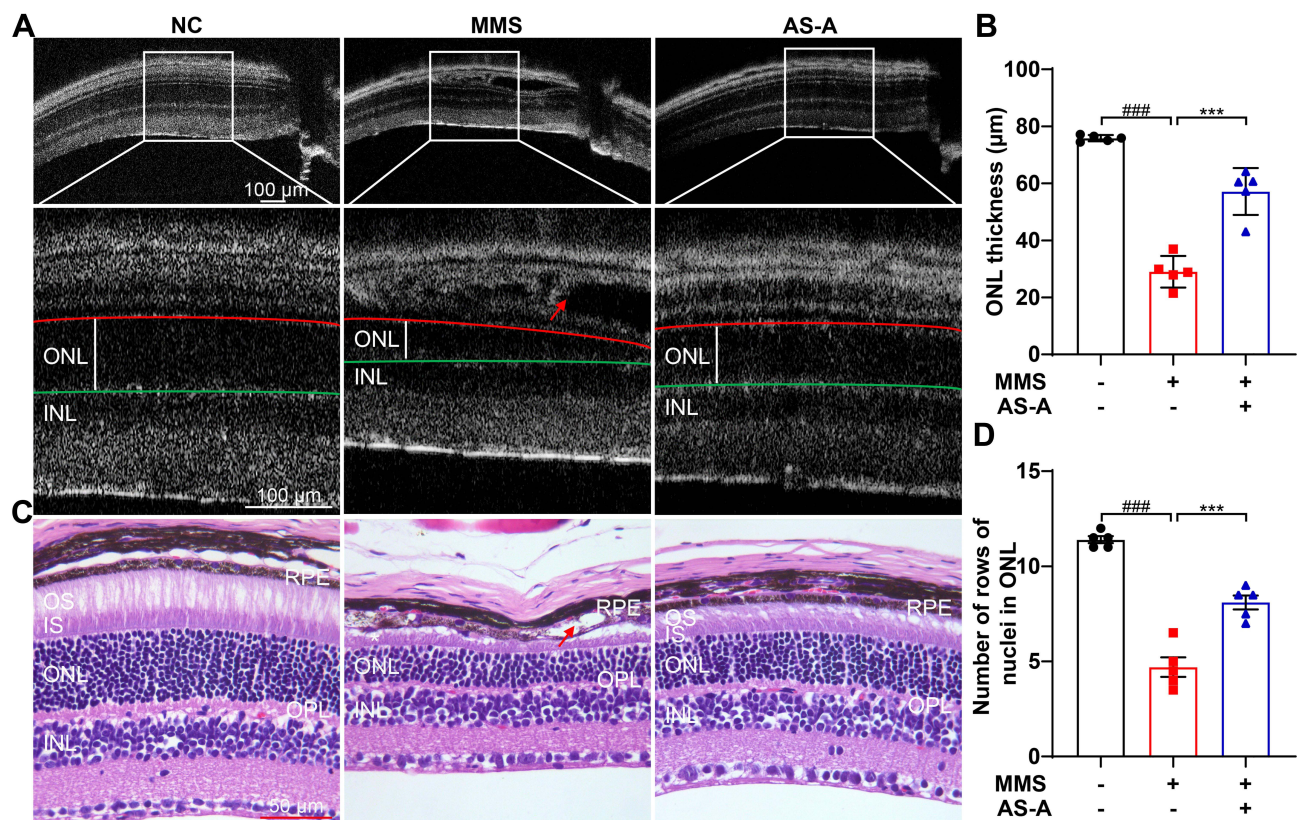 A
NC
MMS
AS-A
100 µm
ONL
INL
100 µm
ONL
INL
ONL
INL
B
ONL thickness (µm)
100
80
60
40
20
0
###
***
MMS - + +
AS-A - - +
C
RPE
OS
IS
ONL
OPL
INL
50 µm
RPE
*
ONL
OPL
INL
RPE
OS
IS
ONL
OPL
INL
D
Number of rows of
nuclei in ONL
15
10
5
0
###
***
MMS - + +
AS-A - - +